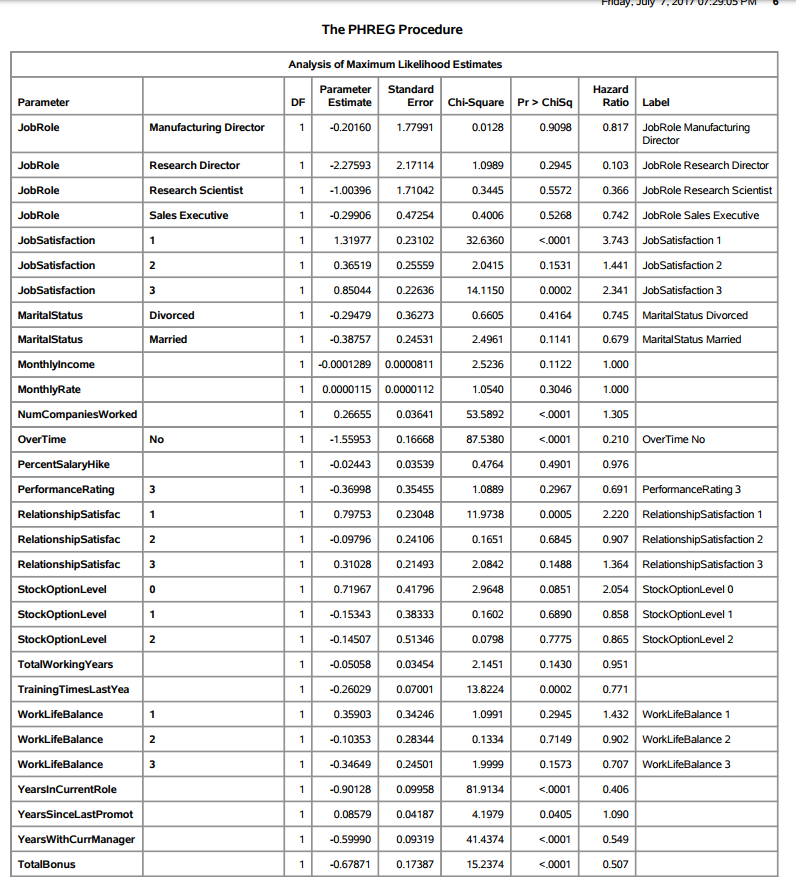 Friday, July 7, 2017 07:29:05 PM 6
The PHREG Procedure
Analysis of Maximum Likelihood Estimates
Parameter DF Parameter Estimate Standard Error Chi-Square Pr > ChiSq Hazard Ratio Label
JobRole Manufacturing Director 1 -0.20160 1.77991 0.0128 0.9098 0.817 JobRole Manufacturing Director
JobRole Research Director 1 -2.27593 2.17114 1.0989 0.2945 0.103 JobRole Research Director
JobRole Research Scientist 1 -1.00396 1.71042 0.3445 0.5572 0.366 JobRole Research Scientist
JobRole Sales Executive 1 -0.29906 0.47254 0.4006 0.5268 0.742 JobRole Sales Executive
JobSatisfaction 1 1 1.31977 0.23102 32.6360 <.0001 3.743 JobSatisfaction 1
JobSatisfaction 2 1 0.36519 0.25559 2.0415 0.1531 1.441 JobSatisfaction 2
JobSatisfaction 3 1 0.85044 0.22636 14.1150 0.0002 2.341 JobSatisfaction 3
MaritalStatus Divorced 1 -0.29479 0.36273 0.6605 0.4164 0.745 MaritalStatus Divorced
MaritalStatus Married 1 -0.38757 0.24531 2.4961 0.1141 0.679 MaritalStatus Married
MonthlyIncome 1 -0.0001289 0.0000811 2.5236 0.1122 1.000
MonthlyRate 1 0.0000115 0.0000112 1.0540 0.3046 1.000
NumCompaniesWorked 1 0.26655 0.03641 53.5892 <.0001 1.305
OverTime No 1 -1.55953 0.16668 87.5380 <.0001 0.210 OverTime No
PercentSalaryHike 1 -0.02443 0.03539 0.4764 0.4901 0.976
PerformanceRating 3 1 -0.36998 0.35455 1.0889 0.2967 0.691 PerformanceRating 3
RelationshipSatisfac 1 1 0.79753 0.23048 11.9738 0.0005 2.220 RelationshipSatisfaction 1
RelationshipSatisfac 2 1 -0.09796 0.24106 0.1651 0.6845 0.907 RelationshipSatisfaction 2
RelationshipSatisfac 3 1 0.31028 0.21493 2.0842 0.1488 1.364 RelationshipSatisfaction 3
StockOptionLevel 0 1 0.71967 0.41796 2.9648 0.0851 2.054 StockOptionLevel 0
StockOptionLevel 1 1 -0.15343 0.38333 0.1602 0.6890 0.858 StockOptionLevel 1
StockOptionLevel 2 1 -0.14507 0.51346 0.0798 0.7775 0.865 StockOptionLevel 2
TotalWorkingYears 1 -0.05058 0.03454 2.1451 0.1430 0.951
TrainingTimesLastYea 1 -0.26029 0.07001 13.8224 0.0002 0.771
WorkLifeBalance 1 1 0.35903 0.34246 1.0991 0.2945 1.432 WorkLifeBalance 1
WorkLifeBalance 2 1 -0.10353 0.28344 0.1334 0.7149 0.902 WorkLifeBalance 2
WorkLifeBalance 3 1 -0.34649 0.24501 1.9999 0.1573 0.707 WorkLifeBalance 3
YearsInCurrentRole 1 -0.90128 0.09958 81.9134 <.0001 0.406
YearsSinceLastPromot 1 0.08579 0.04187 4.1979 0.0405 1.090
YearsWithCurrManager 1 -0.59990 0.09319 41.4374 <.0001 0.549
TotalBonus 1 -0.67871 0.17387 15.2374 <.0001 0.507